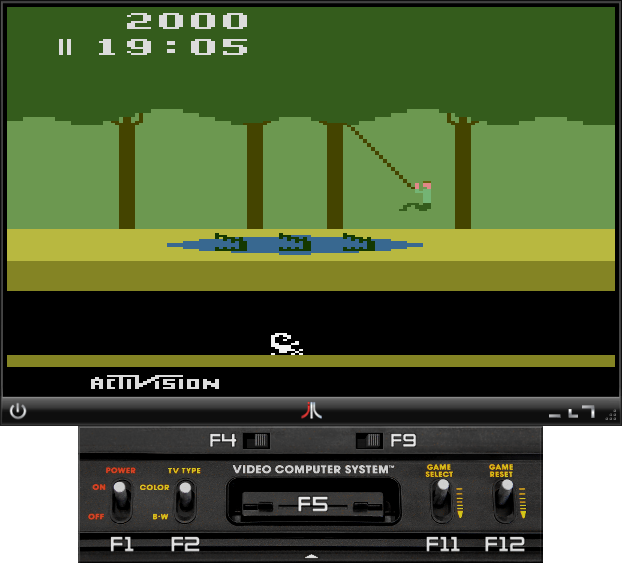 2000
19:05
ACTIVISION
F4
F9
POWER
TV TYPE
VIDEO COMPUTER SYSTEM™
GAME SELECT
GAME RESET
ON
COLOR
F5
OFF
B-W
F1
F2
F11
F12